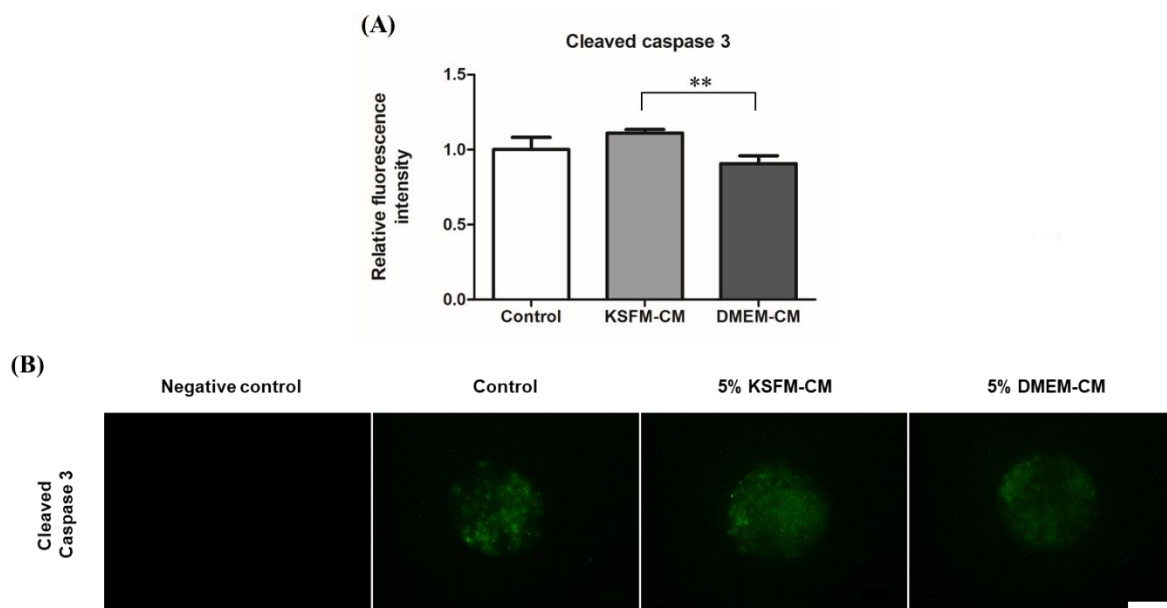 (A)
Cleaved caspase 3
Relative fluorescence
intensity
1.5
1.0
0.5
0.0
**
Control KSFM-CM DMEM-CM
(B)
Negative control Control 5% KSFM-CM 5% DMEM-CM
Cleaved
Caspase 3